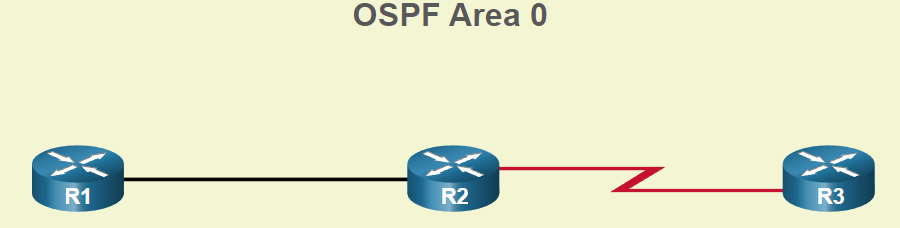 OSPF Area 0
R1
R2
R3